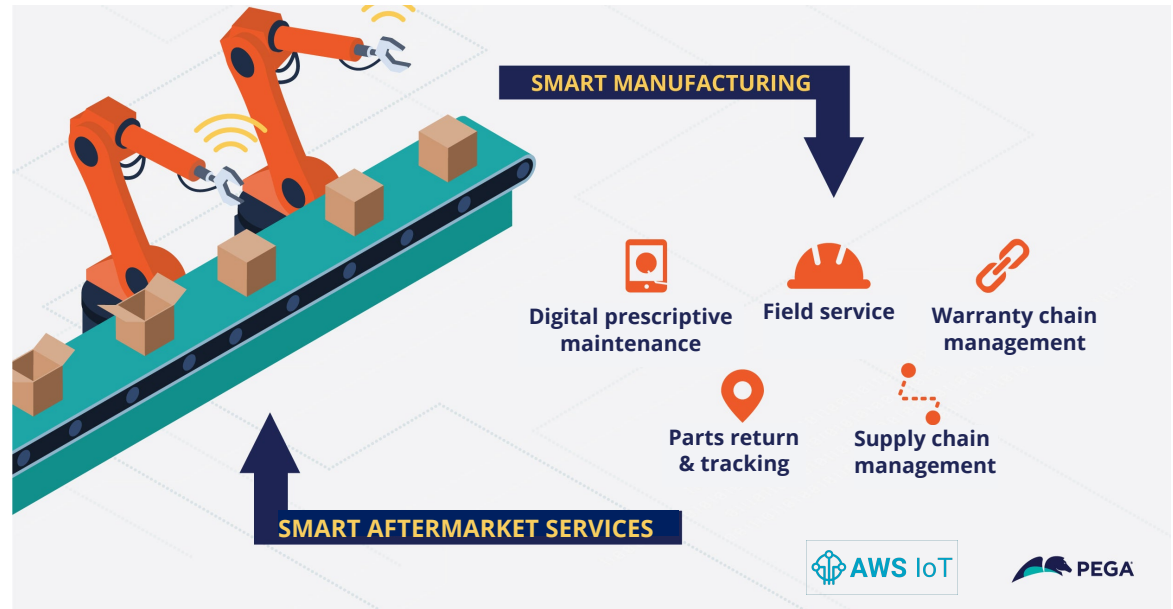 SMART MANUFACTURING
Digital prescriptive
maintenance
Field service
Warranty chain
management
Parts return
& tracking
Supply chain
management
SMART AFTERMARKET SERVICES
AWS IoT
PEGA